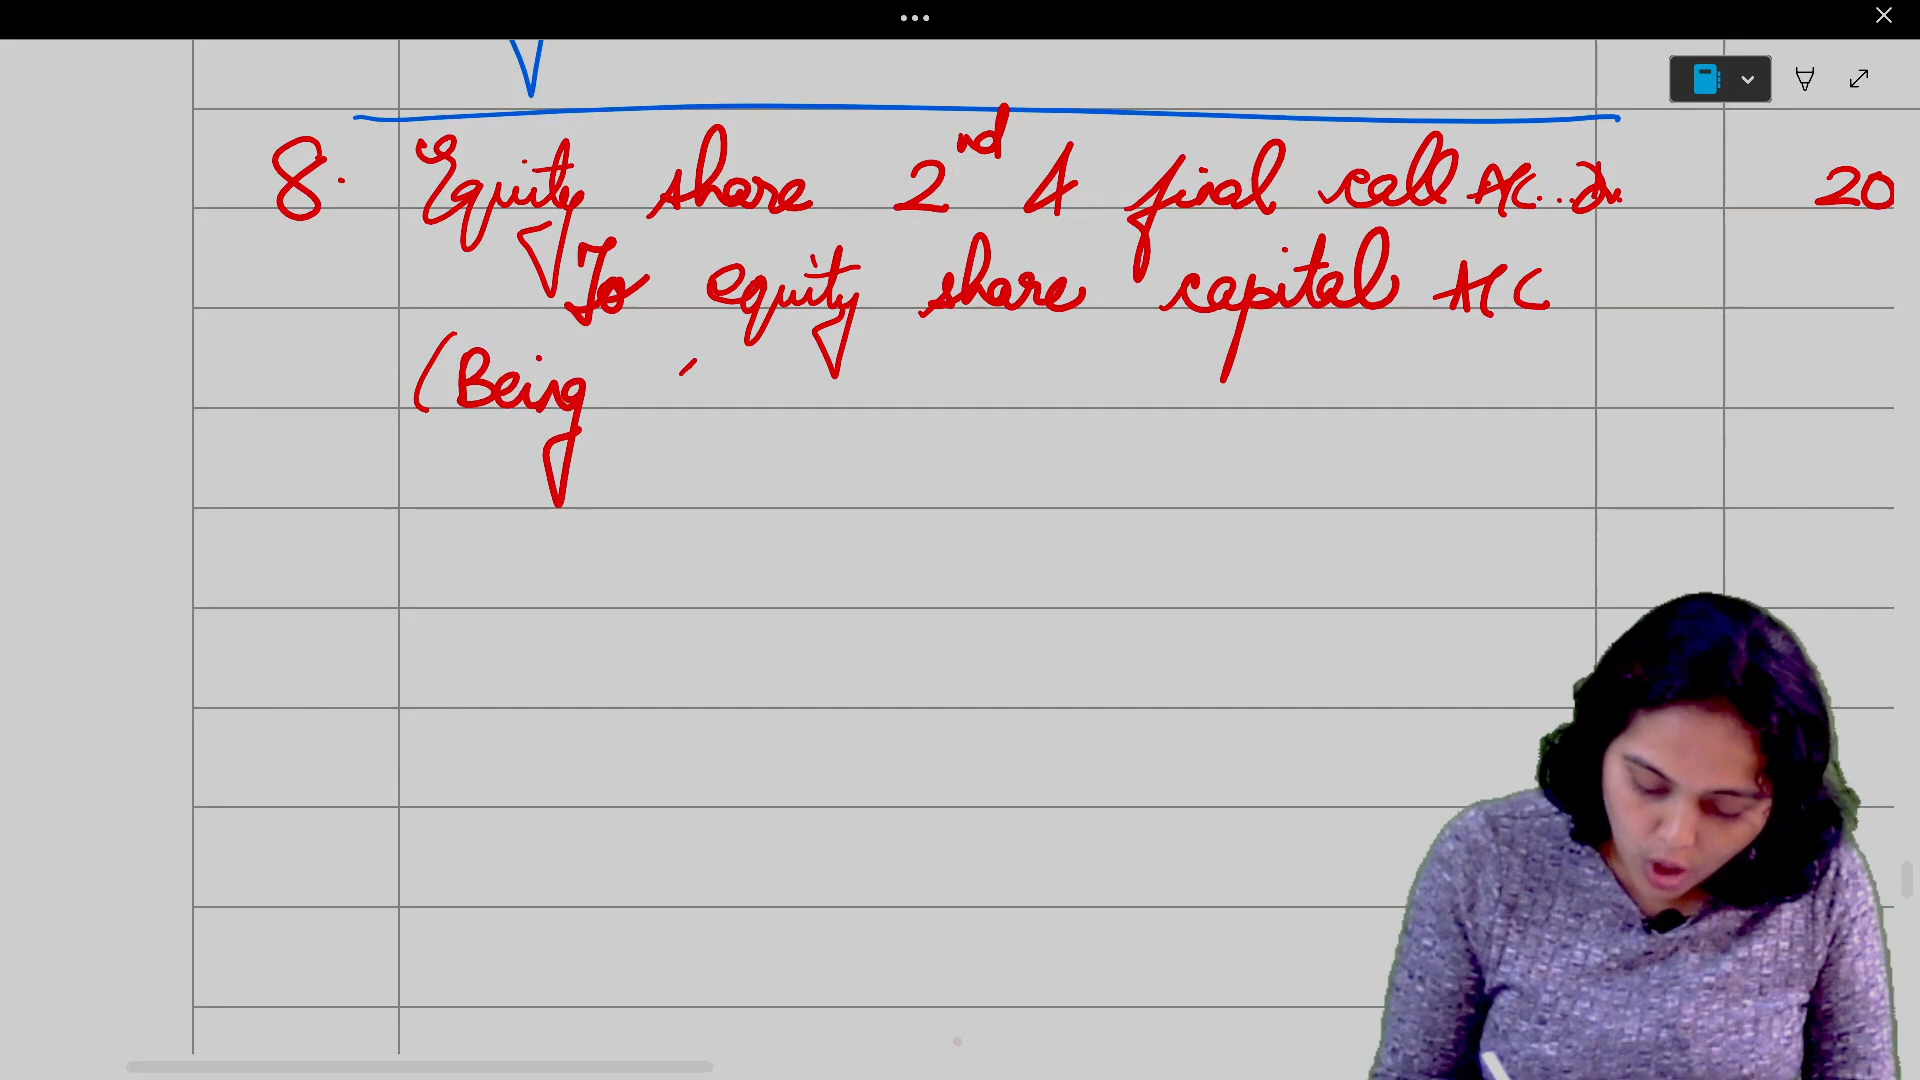 8. Equity share 2nd & final call A/C...Dr. 20
To equity share capital A/C
(Being